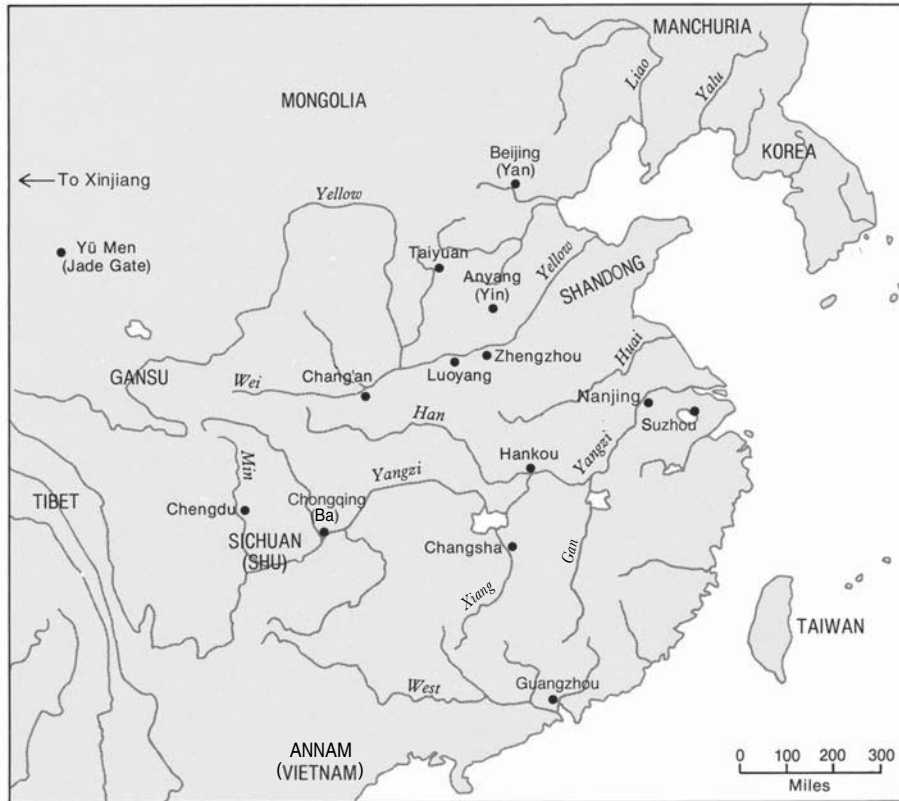 MANCHURIA
Liao
Yalu
MONGOLIA
Beijing
(Yan)
KOREA
To Xinjiang
Yellow
Yü Men
(Jade Gate)
Taiyuan
Yellow
Anyang
(Yin)
SHANDONG
Huai
Zhengzhou
Luoyang
GANSU
Wei
Chang'an
Nanjing
Suzhou
Han
Hankou
Yangzi
Min
Yangzi
TIBET
Chengdu
Chongqing
(Ba)
SICHUAN
(SHU)
Changsha
Gan
Xiang
TAIWAN
West
Guangzhou
ANNAM
(VIETNAM)
0 100 200 300
Miles